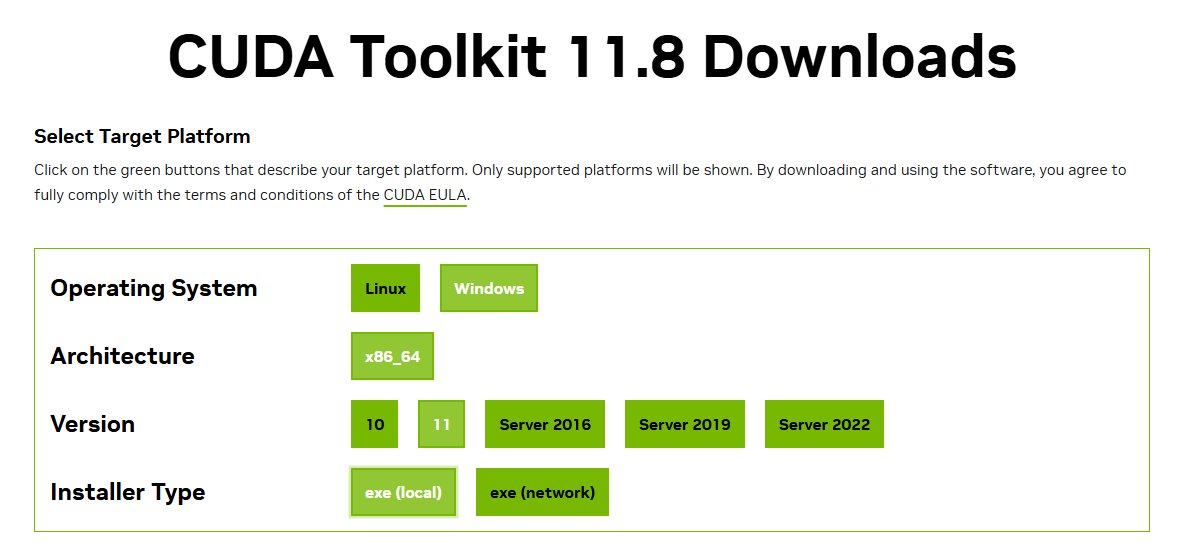 CUDA Toolkit 11.8 Downloads
Select Target Platform
Click on the green buttons that describe your target platform. Only supported platforms will be shown. By downloading and using the software, you agree to
fully comply with the terms and conditions of the CUDA EULA.
Operating System Linux Windows
Architecture x86_64
Version 10 11 Server 2016 Server 2019 Server 2022
Installer Type exe (local) exe (network)